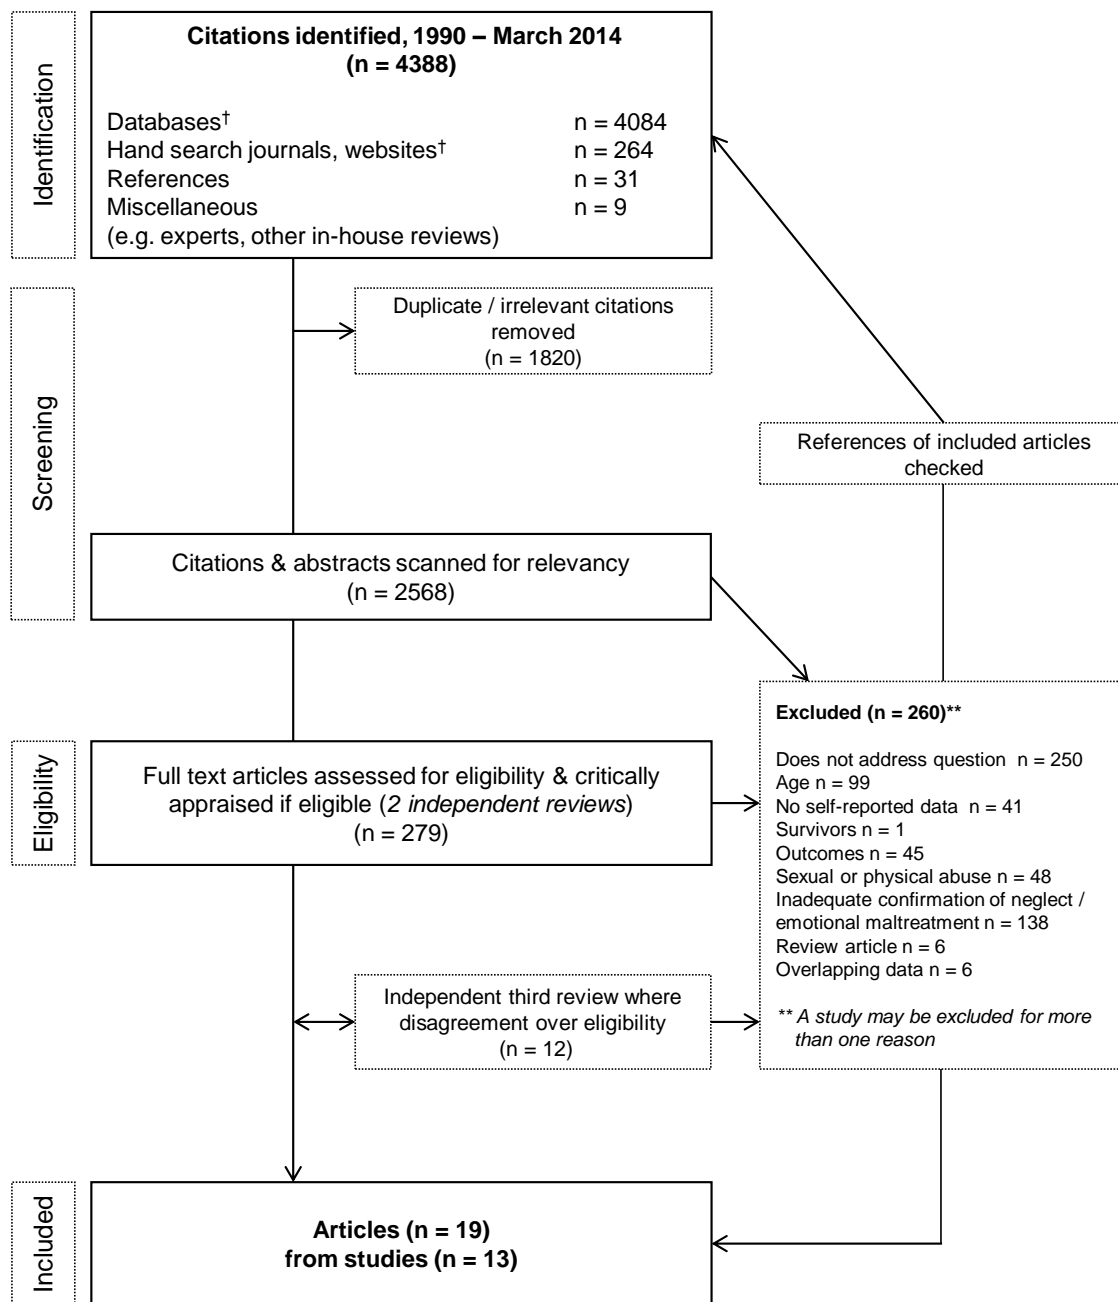 Identification
Citations identified, 1990 – March 2014
(n = 4388)
Databases† n = 4084
Hand search journals, websites† n = 264
References n = 31
Miscellaneous n = 9
(e.g. experts, other in-house reviews)
Screening
Duplicate / irrelevant citations
removed
(n = 1820)
References of included articles
checked
Citations & abstracts scanned for relevancy
(n = 2568)
Eligibility
Full text articles assessed for eligibility & critically
appraised if eligible (2 independent reviews)
(n = 279)
Excluded (n = 260)**
Does not address question n = 250
Age n = 99
No self-reported data n = 41
Survivors n = 1
Outcomes n = 45
Sexual or physical abuse n = 48
Inadequate confirmation of neglect /
emotional maltreatment n = 138
Review article n = 6
Overlapping data n = 6
** A study may be excluded for more
than one reason
Independent third review where
disagreement over eligibility
(n = 12)
Included
Articles (n = 19)
from studies (n = 13)